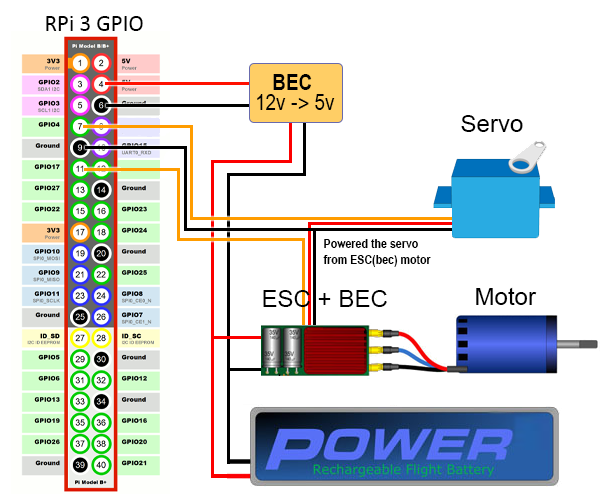 RPi 3 GPIO
Pi Model B/B+
3V3 Power 1 2 5V Power
GPIO2 SDA1 I2C 3 4 Power
GPIO3 SCL1 I2C 5 6 Ground
GPIO4 7
Ground 9 UART0_RXD
GPIO17 11
GPIO27 13 14 Ground
GPIO22 15 16 GPIO23
3V3 Power 17 18 GPIO24
GPIO10 SPI0_MOSI 19 20 Ground
GPIO9 SPI0_MISO 21 22 GPIO25
GPIO11 SPI0_SCLK 23 24 GPIO8 SPI0_CE0_N
Ground 25 26 GPIO7 SPI0_CE1_N
ID_SD I2C ID EEPROM 27 28 ID_SC I2C ID EEPROM
GPIO5 29 30 Ground
GPIO6 31 32 GPIO12
GPIO13 33 34 Ground
GPIO19 35 36 GPIO16
GPIO26 37 38 GPIO20
Ground 39 40 GPIO21
Pi Model B+
BEC
12v -> 5v
Servo
Powered the servo
from ESC(bec) motor
ESC + BEC
Motor
35V
35V
POWER
Rechargeable Flight Battery